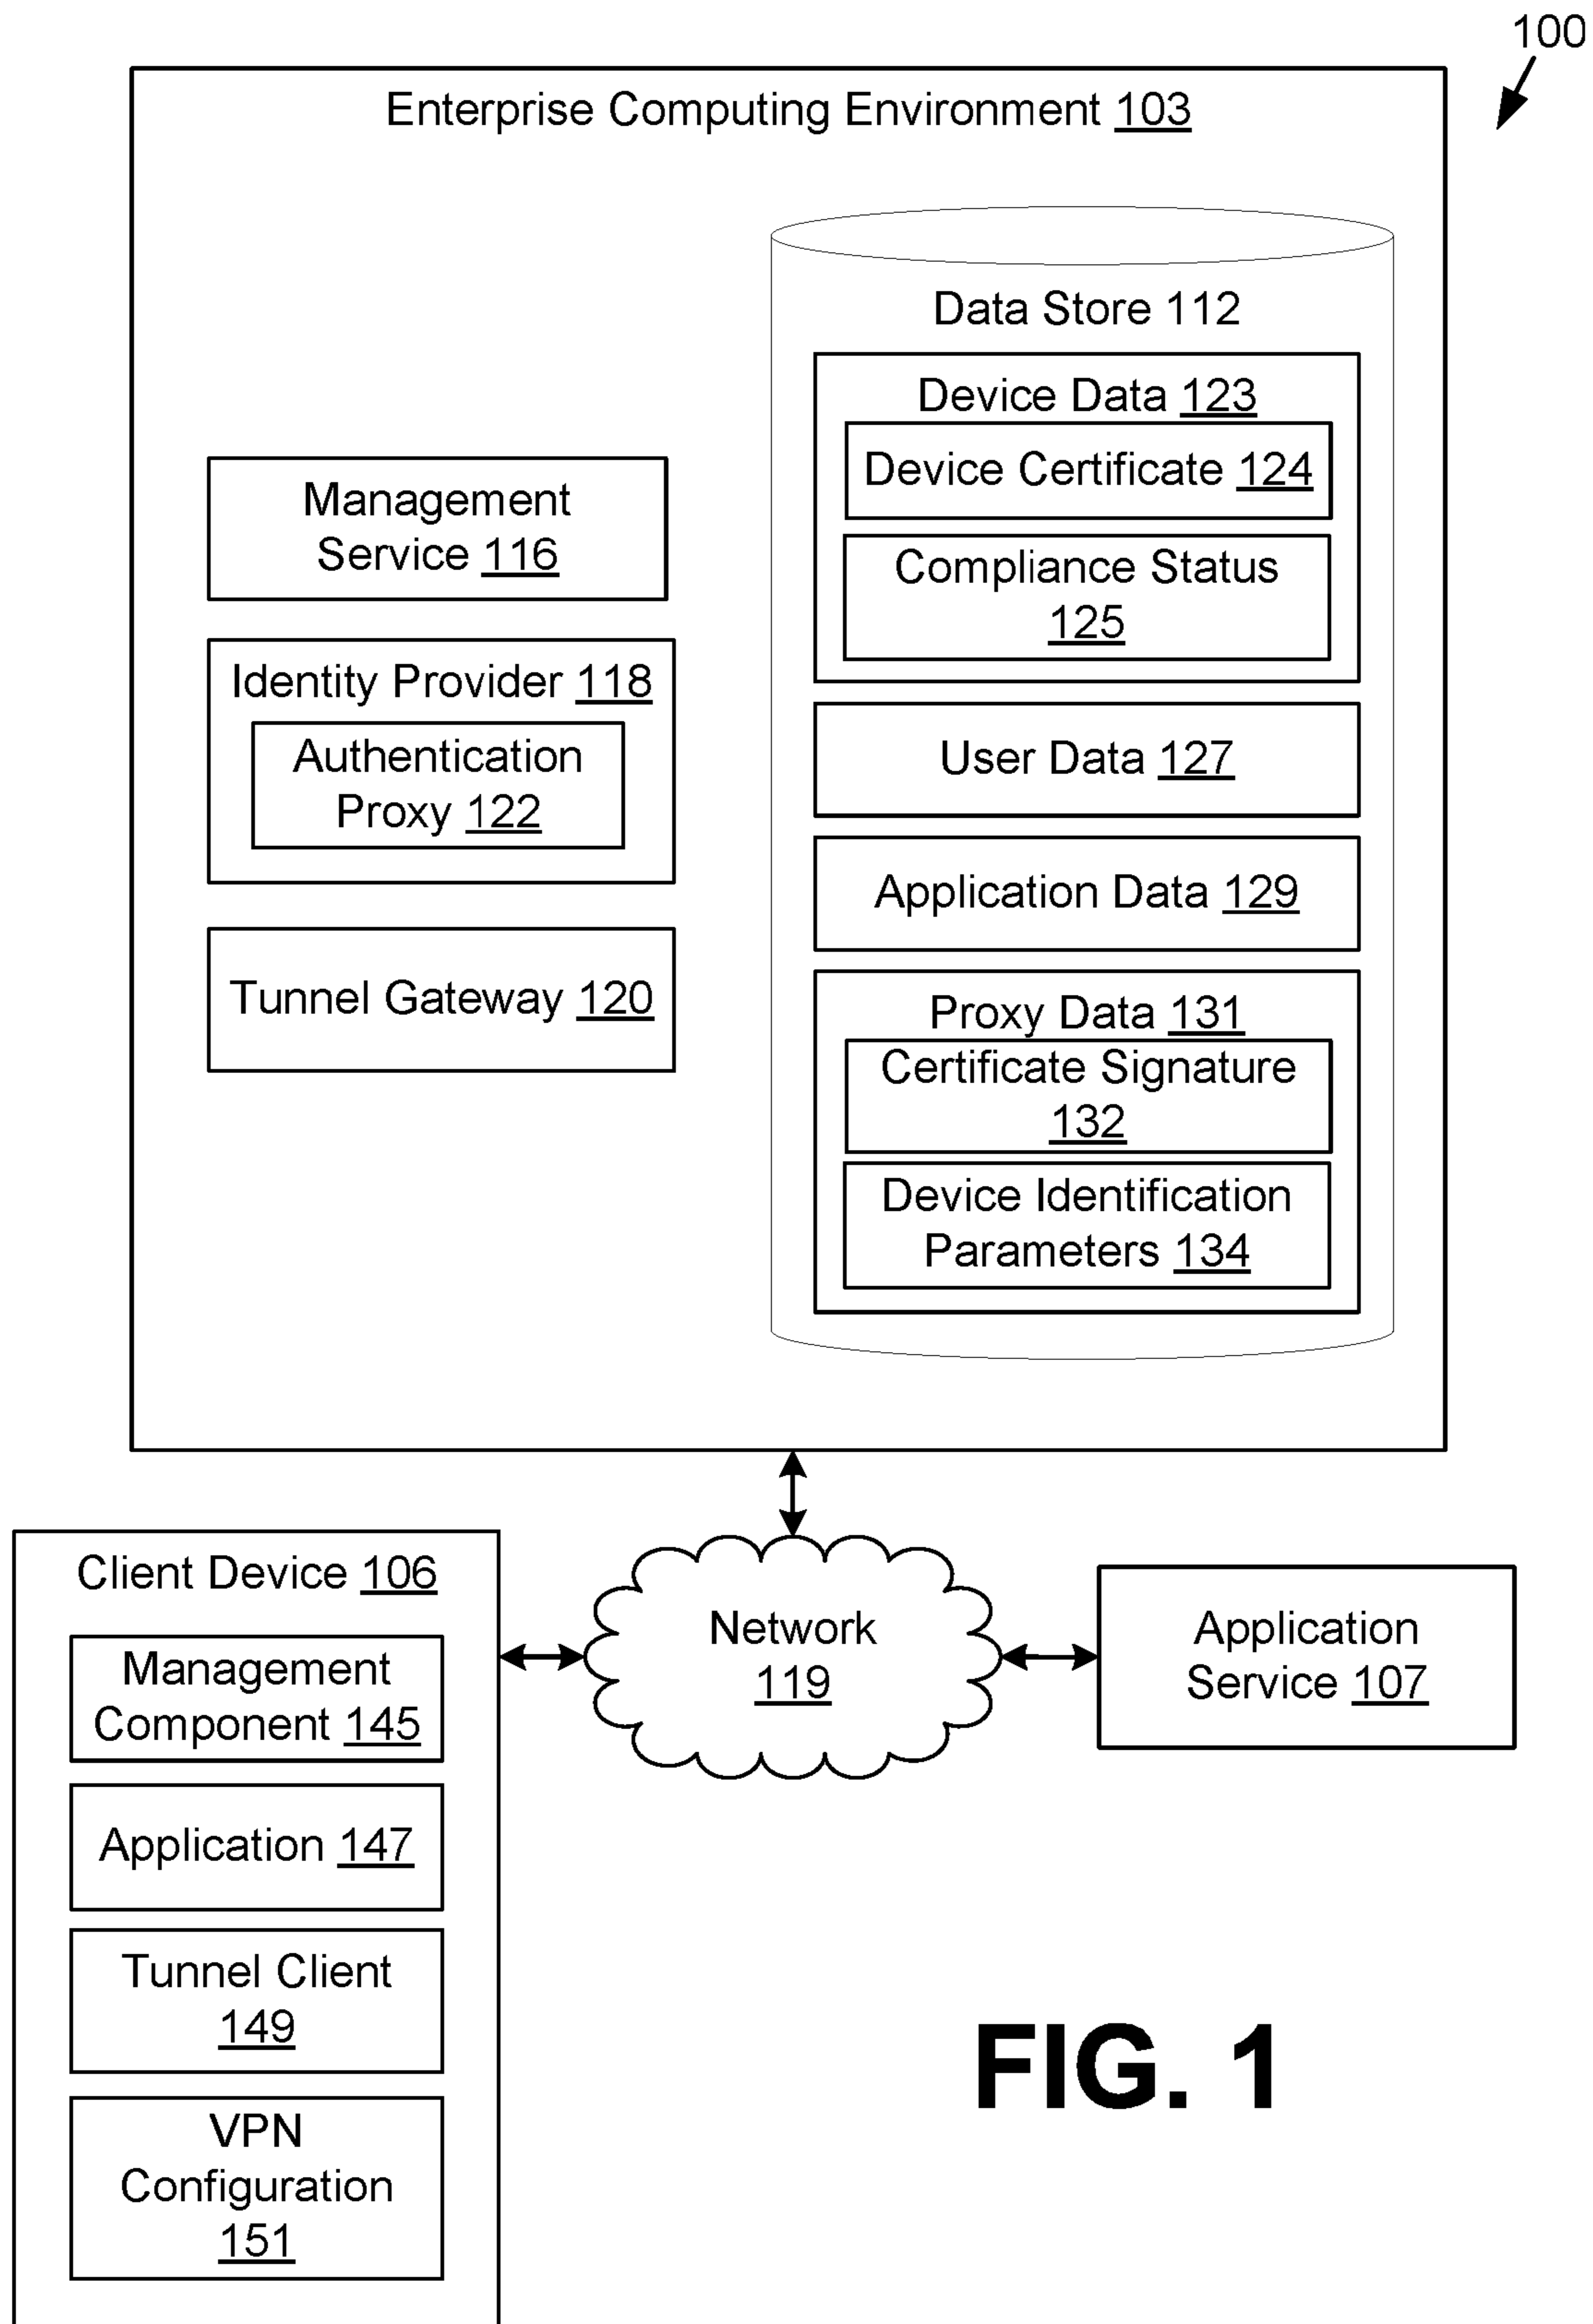 100
Enterprise Computing Environment 103
Management
Service 116
Identity Provider 118
Authentication
Proxy 122
Tunnel Gateway 120
Data Store 112
Device Data 123
Device Certificate 124
Compliance Status
125
User Data 127
Application Data 129
Proxy Data 131
Certificate Signature
132
Device Identification
Parameters 134
Client Device 106
Management
Component 145
Application 147
Tunnel Client
149
VPN
Configuration
151
Network
119
Application
Service 107
FIG. 1